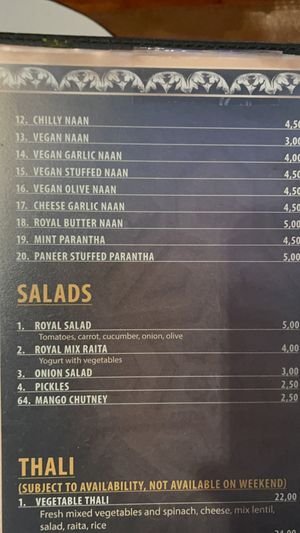 12. CHILLY NAAN 4,50
13. VEGAN NAAN 3,00
14. VEGAN GARLIC NAAN 4,00
15. VEGAN STUFFED NAAN 4,50
16. VEGAN OLIVE NAAN 4,50
17. CHEESE GARLIC NAAN 4,50
18. ROYAL BUTTER NAAN 5,00
19. MINT PARANTHA 4,50
20. PANEER STUFFED PARANTHA 5,00
SALADS
1. ROYAL SALAD 5,00
Tomatoes, carrot, cucumber, onion, olive
2. ROYAL MIX RAITA 4,00
Yogurt with vegetables
3. ONION SALAD 3,00
4. PICKLES 2,50
64, MANGO CHUTNEY 2,50
THALI
(SUBJECT TO AVAILABILITY, NOT AVAILABLE ON WEEKEND)
1. VEGETABLE THALI 22,00
Fresh mixed vegetables and spinach, cheese, mix lentil,
salad, raita, rice